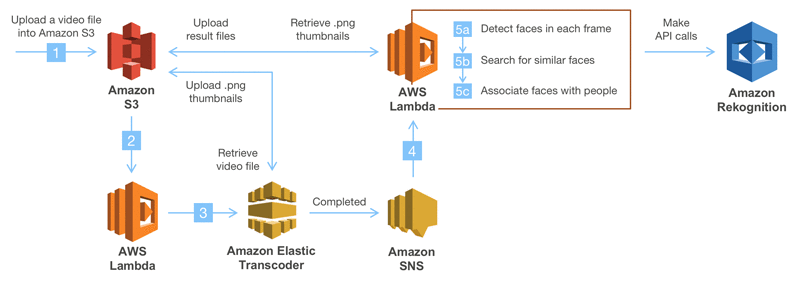 Upload a video file
into Amazon S3
1
Amazon
S3
Upload
result files
Retrieve .png
thumbnails
AWS
Lambda
5a
Detect faces in each frame
5b
Search for similar faces
5c
Associate faces with people
Make
API calls
Amazon
Rekognition
Upload .png
thumbnails
2
Retrieve
video file
4
AWS
Lambda
3
Amazon Elastic
Transcoder
Completed
Amazon
SNS